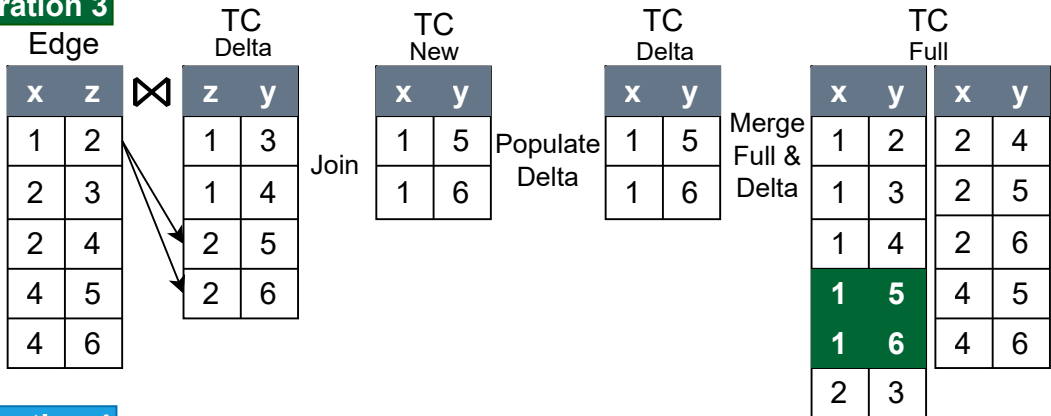 ration 3
Edge
x z
1 2
2 3
2 4
4 5
4 6
⋈
TC
Delta
z y
1 3
1 4
2 5
2 6
Join
TC
New
x y
1 5
1 6
Populate
Delta
TC
Delta
x y
1 5
1 6
Merge
Full &
Delta
TC
Full
x y
1 2
1 3
1 4
1 5
1 6
2 3
x y
2 4
2 5
2 6
4 5
4 6